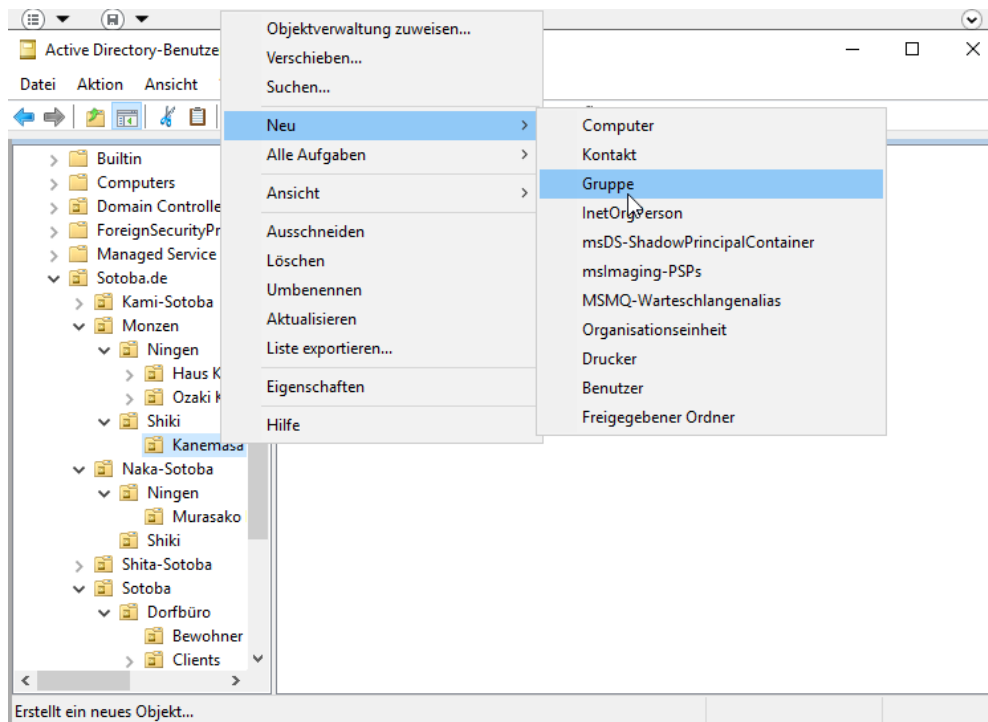 Active Directory-Benutze
Datei Aktion Ansicht
Builtin
Computers
Domain Controlle
ForeignSecurityPr
Managed Service
Sotoba.de
Kami-Sotoba
Monzen
Ningen
Haus K
Ozaki K
Shiki
Kanemasa
Naka-Sotoba
Ningen
Murasako
Shiki
Shita-Sotoba
Sotoba
Dorfbüro
Bewohner
Clients
Objektverwaltung zuweisen...
Verschieben...
Suchen...
Neu
Alle Aufgaben
Ansicht
Ausschneiden
Löschen
Umbenennen
Aktualisieren
Liste exportieren...
Eigenschaften
Hilfe
Computer
Kontakt
Gruppe
InetOrgPerson
msDS-ShadowPrincipalContainer
msImaging-PSPs
MSMQ-Warteschlangenalias
Organisationseinheit
Drucker
Benutzer
Freigegebener Ordner
Erstellt ein neues Objekt...